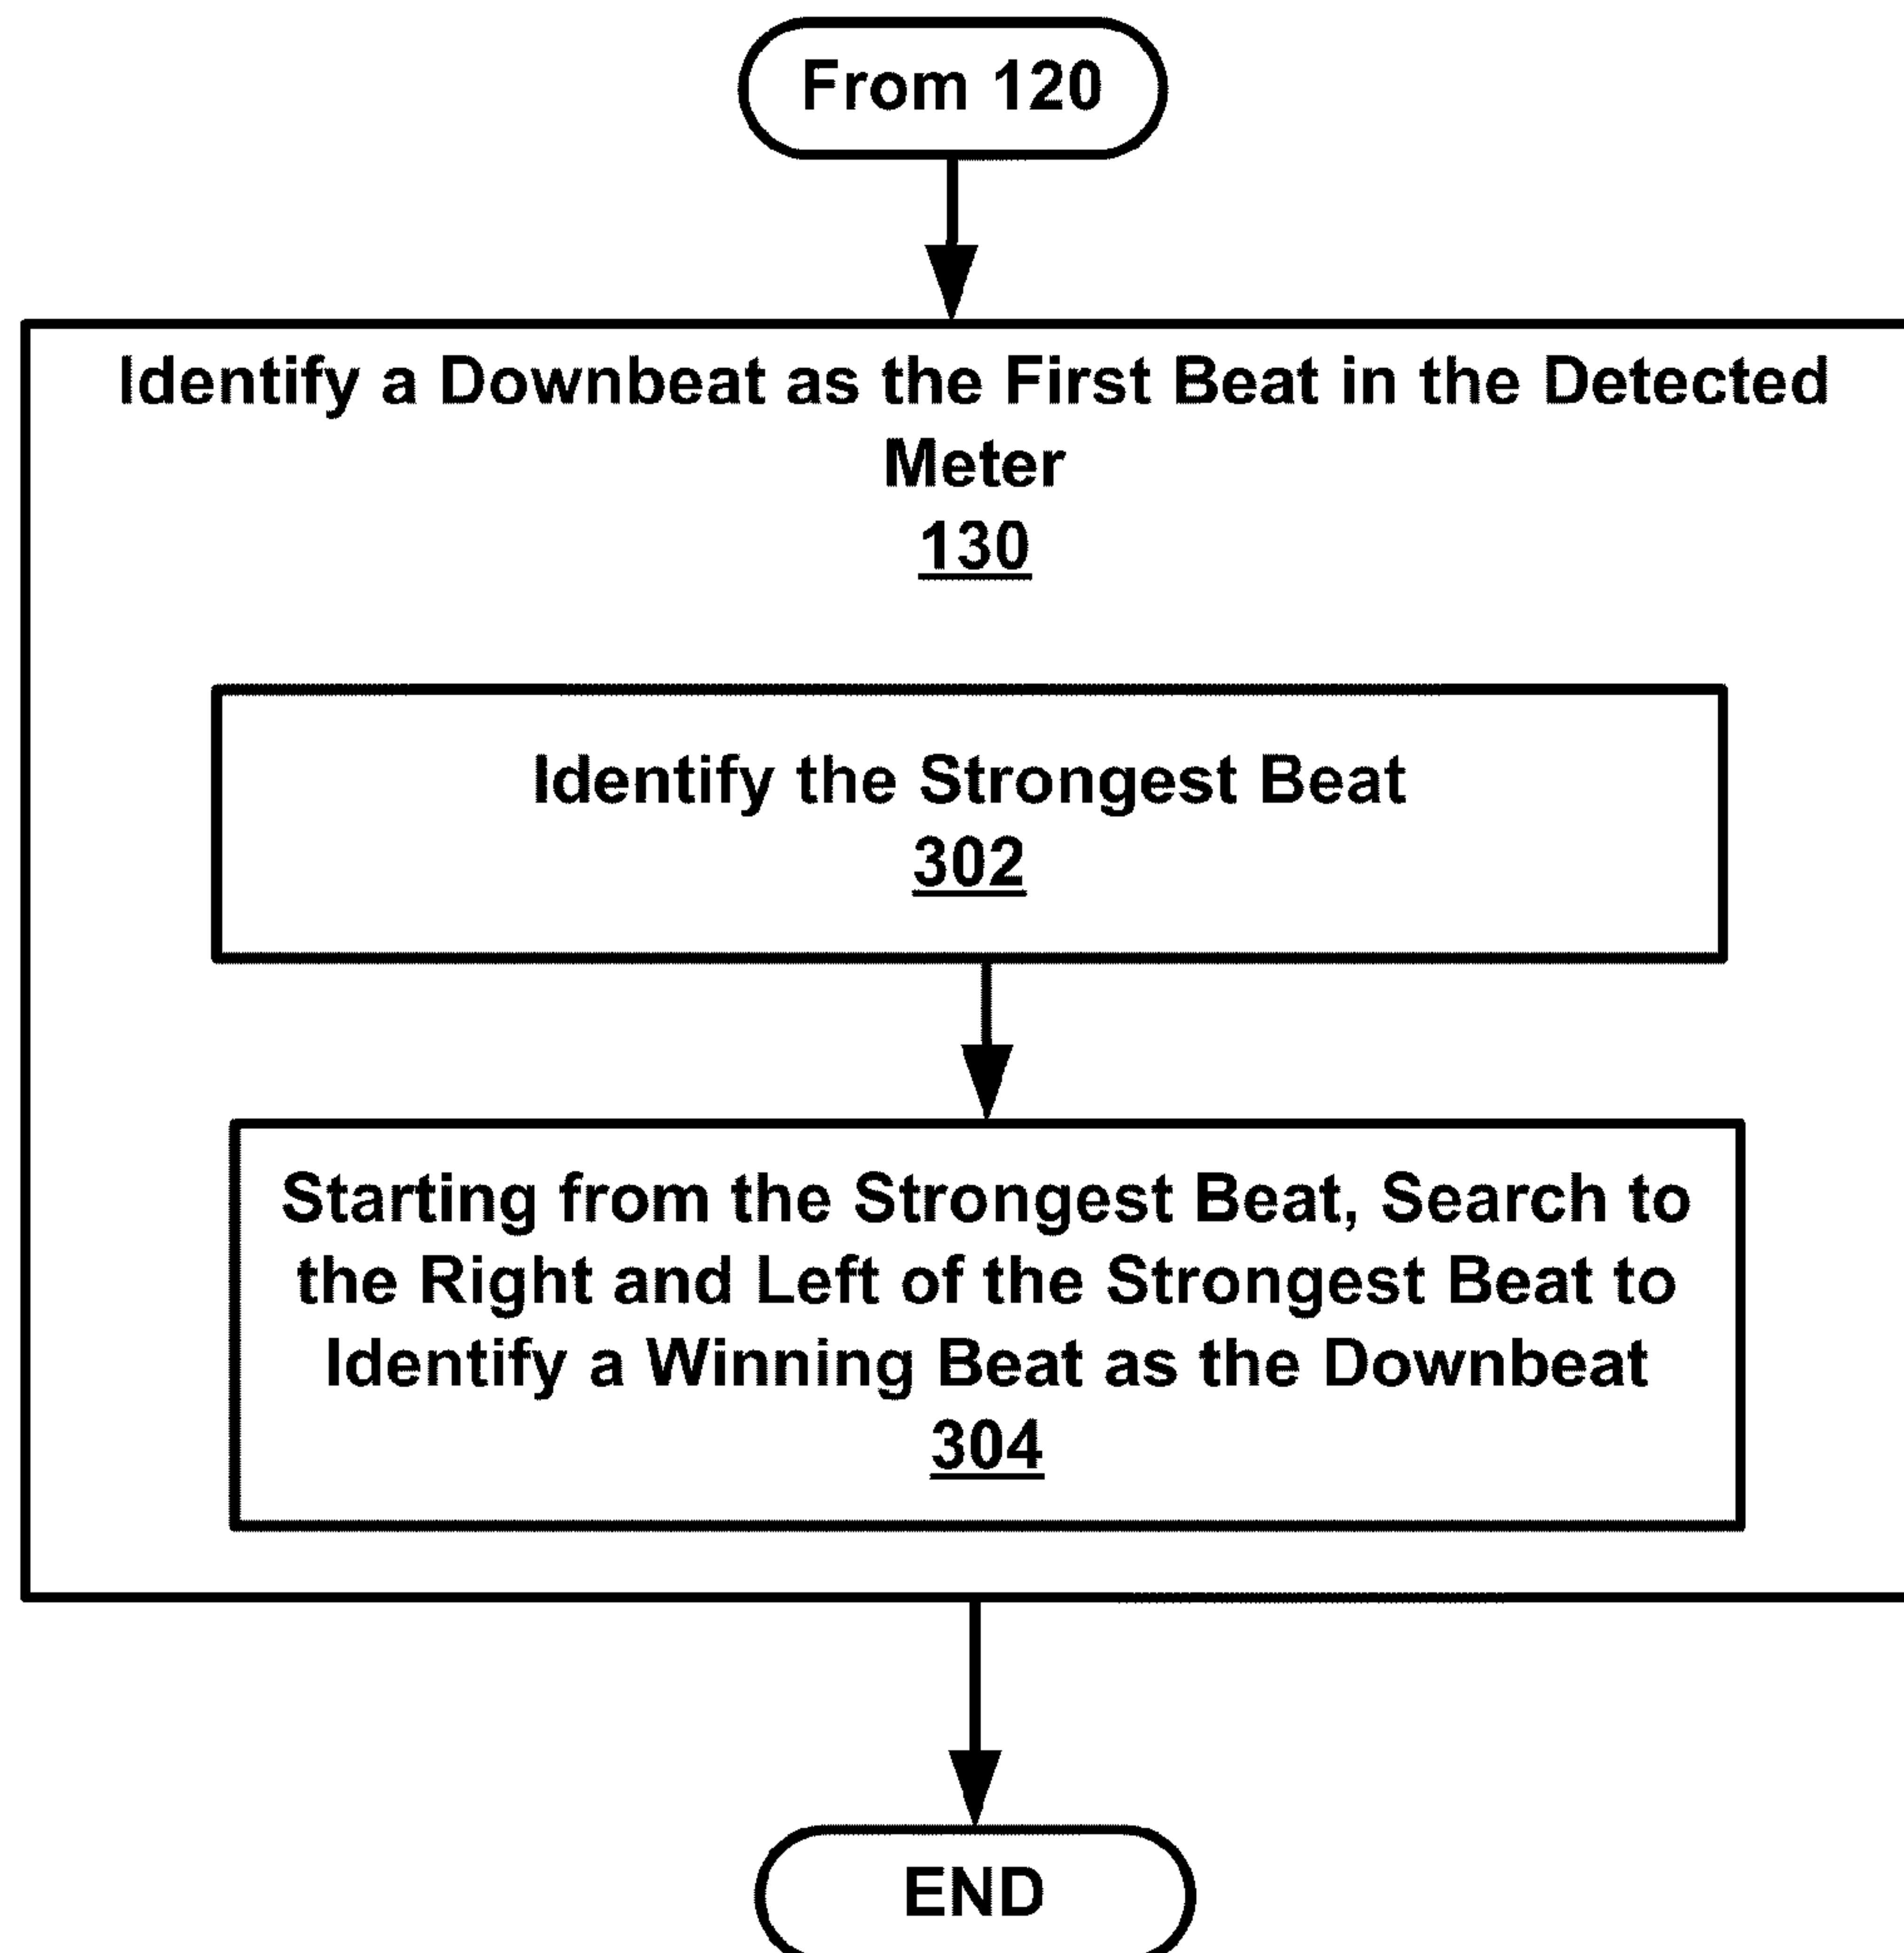 From 120
Identify a Downbeat as the First Beat in the Detected
Meter
130
Identify the Strongest Beat
302
Starting from the Strongest Beat, Search to
the Right and Left of the Strongest Beat to
Identify a Winning Beat as the Downbeat
304
END